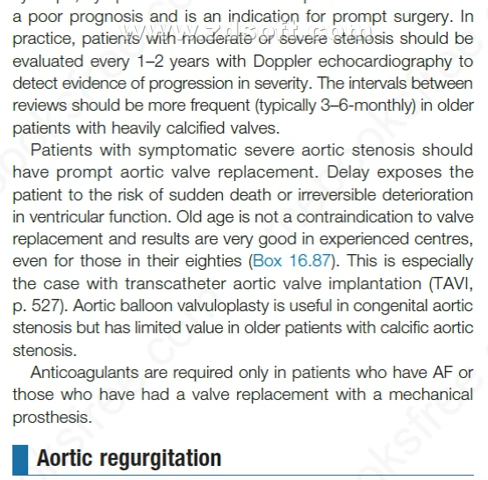 a poor prognosis and is an indication for prompt surgery. In
practice, patients with moderate or severe stenosis should be
evaluated every 1–2 years with Doppler echocardiography to
detect evidence of progression in severity. The intervals between
reviews should be more frequent (typically 3–6-monthly) in older
patients with heavily calcified valves.
Patients with symptomatic severe aortic stenosis should
have prompt aortic valve replacement. Delay exposes the
patient to the risk of sudden death or irreversible deterioration
in ventricular function. Old age is not a contraindication to valve
replacement and results are very good in experienced centres,
even for those in their eighties (Box 16.87). This is especially
the case with transcatheter aortic valve implantation (TAVI,
p. 527). Aortic balloon valvuloplasty is useful in congenital aortic
stenosis but has limited value in older patients with calcific aortic
stenosis.
Anticoagulants are required only in patients who have AF or
those who have had a valve replacement with a mechanical
prosthesis.
Aortic regurgitation